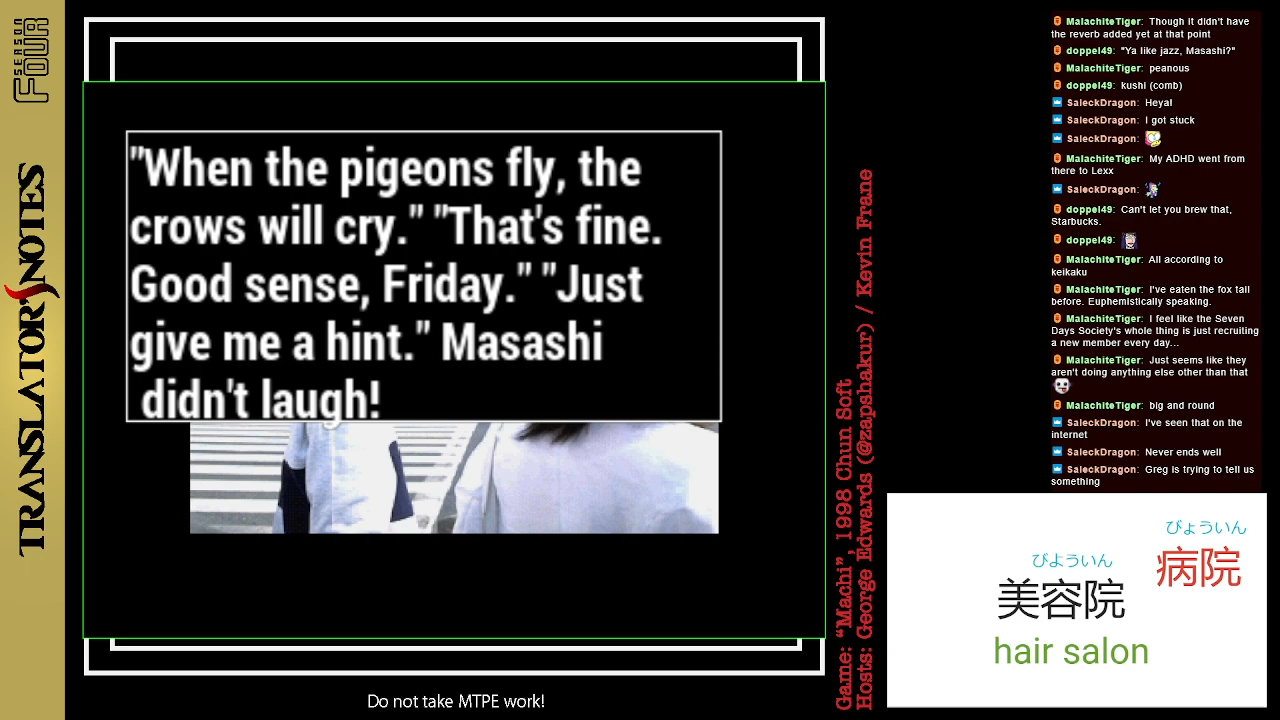 SEASON
FOUR
TRANSLATOR'S NOTES
"When the pigeons fly, the
crows will cry." "That's fine.
Good sense, Friday." "Just
give me a hint." Masashi
didn't laugh!
Do not take MTPE work!
Game: "Machi", 1998 Chun Soft
Hosts: George Edwards (@zapshakur) / Kevin Frane
MalachiteTiger: Though it didn't have
the reverb added yet at that point
doppel49: "Ya like jazz, Masashi?"
MalachiteTiger: peanous
doppel49: kushi (comb)
SaleckDragon: Heyal
SaleckDragon: I got stuck
SaleckDragon:
MalachiteTiger: My ADHD went from
there to Lexx
SaleckDragon:
doppel49: Can't let you brew that,
Starbucks.
doppel49:
MalachiteTiger: All according to
keikaku
MalachiteTiger: I've eaten the fox tail
before. Euphemistically speaking.
MalachiteTiger: I feel like the Seven
Days Society's whole thing is just recruiting
a new member every day...
MalachiteTiger: Just seems like they
aren't doing anything else other than that
MalachiteTiger: big and round
SaleckDragon: I've seen that on the
internet
SaleckDragon: Never ends well
SaleckDragon: Greg is trying to tell us
something
びょういん
病院
びよういん
美容院
hair salon